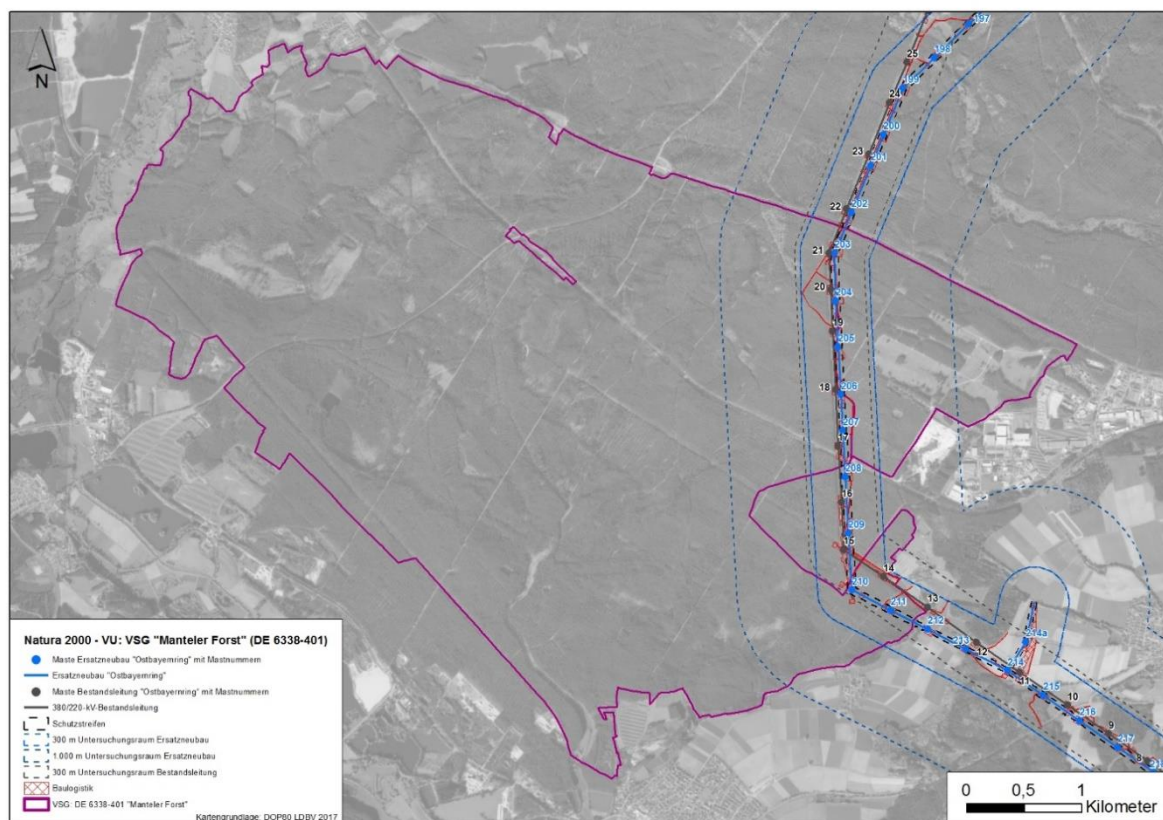 197
198
25
199
24
200
23
201
22
202
21
203
20
204
19
205
18
206
207
17
208
16
209
15
14
210
13
211
212
213
12
214a
214
11
215
10
216
9
217
8
N
Natura 2000 - VU: VSG "Manteler Forst" (DE 6338-401)
Maste Ersatzneubau "Ostbayernring" mit Mastnummern
Ersatzneubau "Ostbayernring"
Maste Bestandsleitung "Ostbayernring" mit Mastnummern
380/220-kV-Bestandsleitung
Schutzstreifen
300 m Untersuchungsraum Ersatzneubau
1.000 m Untersuchungsraum Ersatzneubau
300 m Untersuchungsraum Bestandsleitung
Baulogistik
VSG: DE 6338-401 "Manteler Forst"
Kartengrundlage: DOP80 LDBV 2017
0 0,5 1
Kilometer